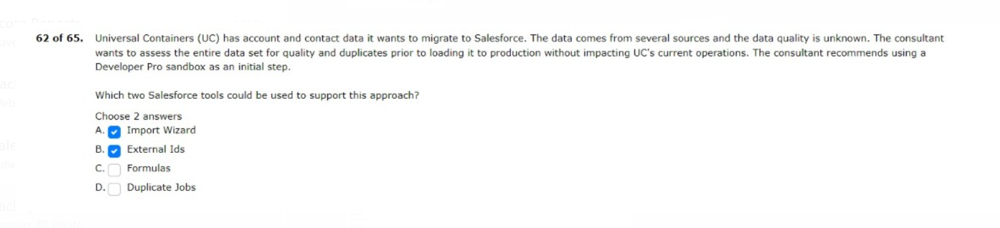 62 of 65. Universal Containers (UC) has account and contact data it wants to migrate to Salesforce. The data comes from several sources and the data quality is unknown. The consultant
wants to assess the entire data set for quality and duplicates prior to loading it to production without impacting UC's current operations. The consultant recommends using a
Developer Pro sandbox as an initial step.
Which two Salesforce tools could be used to support this approach?
Choose 2 answers
A. Import Wizard
B. External Ids
C. Formulas
D. Duplicate Jobs